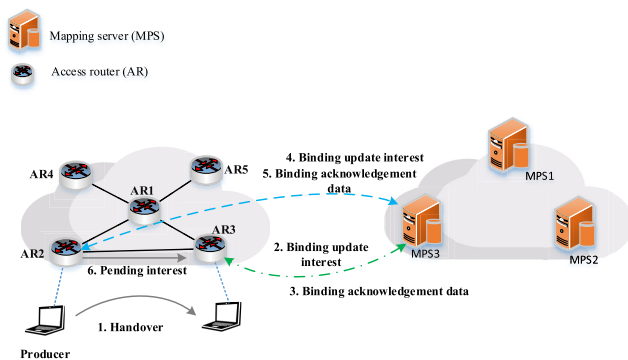 Mapping server (MPS)
Access router (AR)
4. Binding update interest
5. Binding acknowledgement
data
MPS1
AR4
AR5
AR1
AR3
AR2
2. Binding update
interest
MPS3
MPS2
6. Pending interest
3. Binding acknowledgement data
1. Handover
Producer